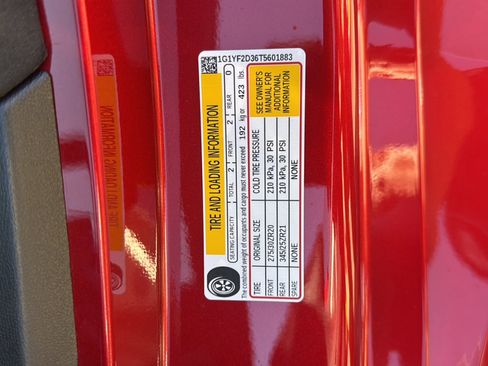 1G1YF2D36T5601883
TIRE AND LOADING INFORMATION
SEATING CAPACITY | TOTAL 2 | FRONT 2 | REAR 0
The combined weight of occupants and cargo must never exceed 192 kg or 423 lbs
TIRE ORIGINAL SIZE COLD TIRE PRESSURE
FRONT 275/30ZR20 210 kPa, 30 PSI
REAR 345/25ZR21 210 kPa, 30 PSI
SPARE NONE NONE
SEE OWNER'S
MANUAL FOR
ADDITIONAL
INFORMATION